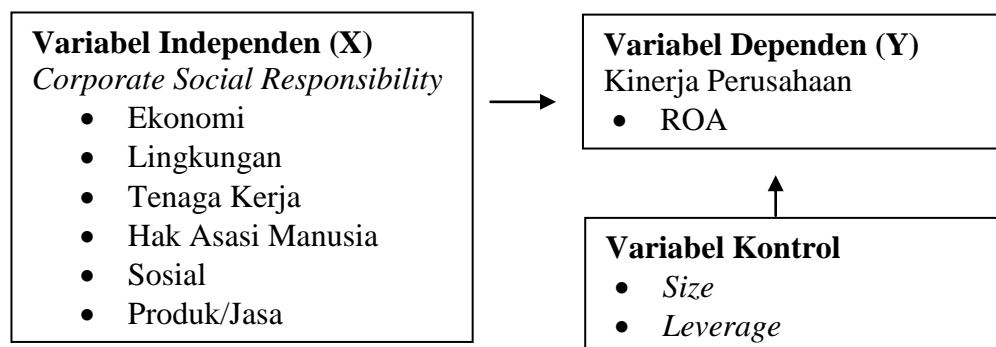 Variabel Independen (X)
Corporate Social Responsibility
• Ekonomi
• Lingkungan
• Tenaga Kerja
• Hak Asasi Manusia
• Sosial
• Produk/Jasa
Variabel Dependen (Y)
Kinerja Perusahaan
• ROA
Variabel Kontrol
• Size
• Leverage